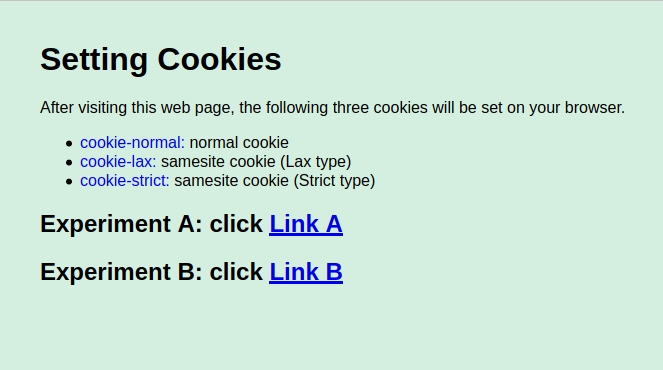 Setting Cookies
After visiting this web page, the following three cookies will be set on your browser.
cookie-normal: normal cookie
cookie-lax: samesite cookie (Lax type)
cookie-strict: samesite cookie (Strict type)
Experiment A: click Link A
Experiment B: click Link B